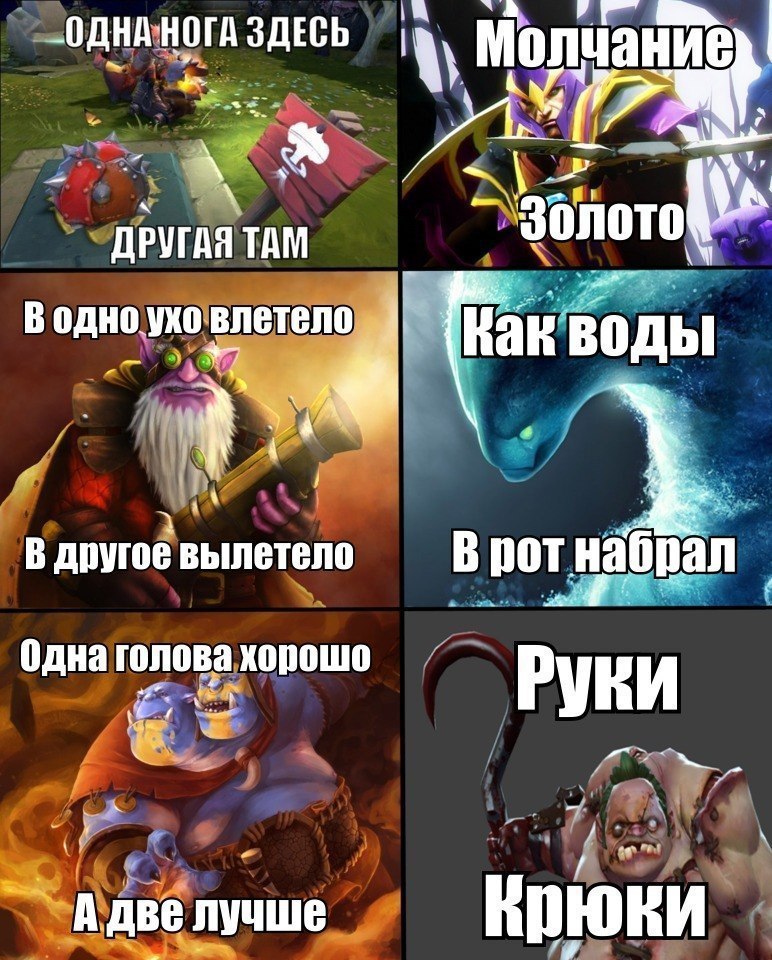 ОДНА НОГА ЗДЕСЬ
ДРУГАЯ ТАМ
Молчание
Золото
В одно ухо влетело
В другое вылетело
Как воды
В рот набрал
Одна голова хорошо
А две лучше
Руки
Крюки